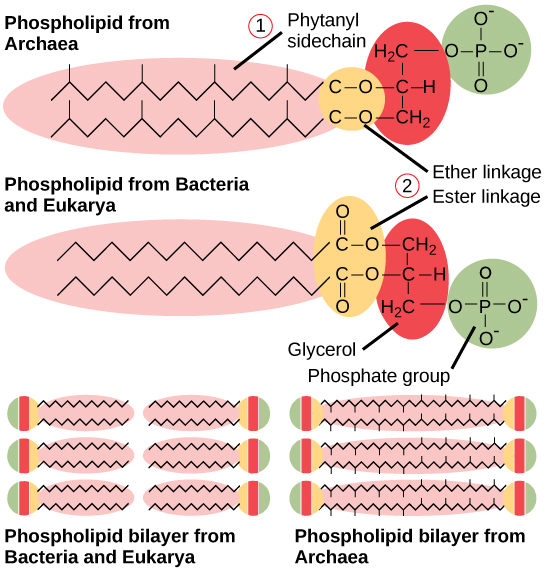 Phospholipid from
Archaea
1
Phytanyl
sidechain
H2C
O
P
O-
O-
O
C
O
C
H
C
O
CH2
Ether linkage
Phospholipid from Bacteria
and Eukarya
2
Ester linkage
O
C
O
CH2
C
O
C
H
O
H2C
O
P
O
O-
O-
Glycerol
Phosphate group
Phospholipid bilayer from
Bacteria and Eukarya
Phospholipid bilayer from
Archaea